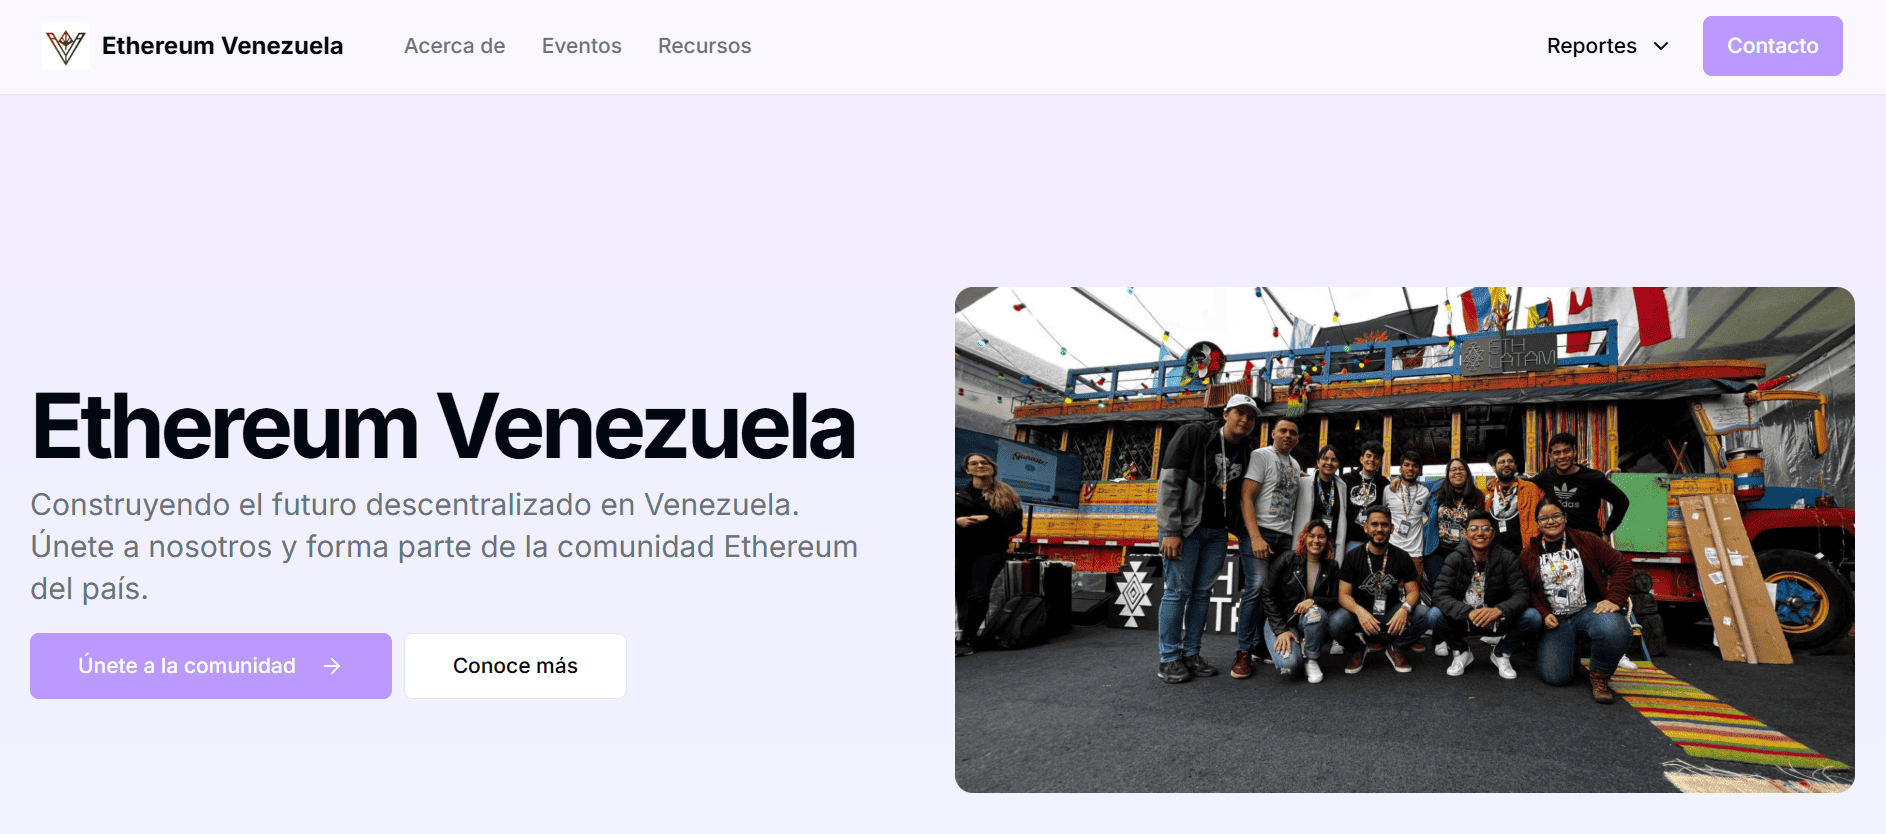 Ethereum Venezuela
Acerca de
Eventos
Recursos
Reportes
Contacto
Ethereum Venezuela
Construyendo el futuro descentralizado en Venezuela.
Únete a nosotros y forma parte de la comunidad Ethereum
del país.
Únete a la comunidad
Conoce más
ETH
LATAM
adidas